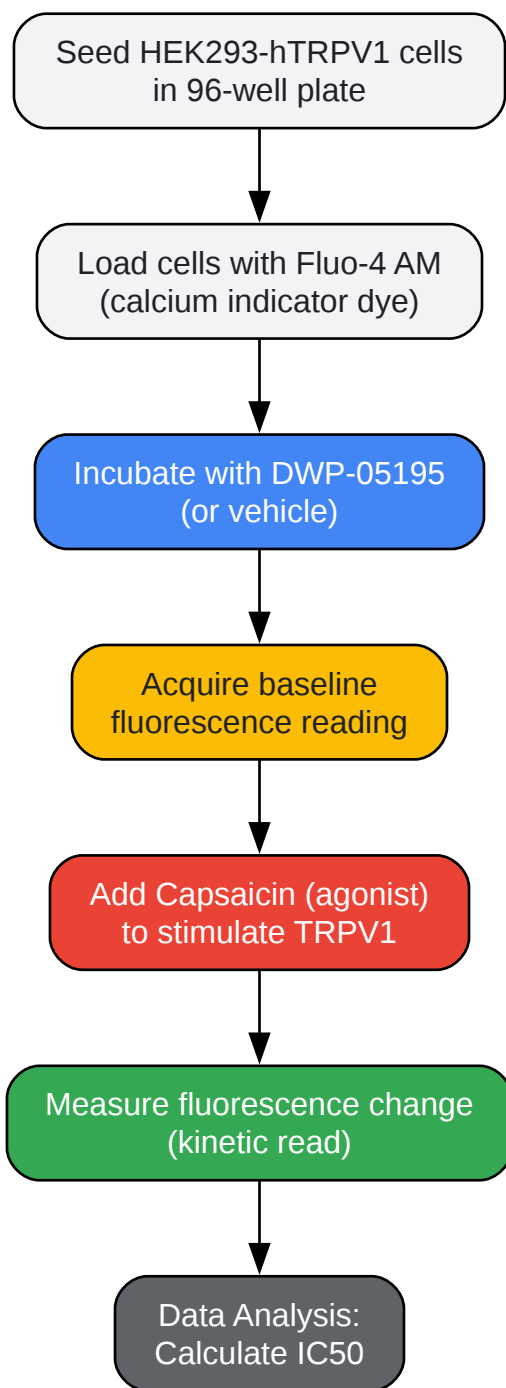 Seed HEK293-hTRPV1 cells
in 96-well plate
Load cells with Fluo-4 AM
(calcium indicator dye)
Incubate with DWP-05195
(or vehicle)
Acquire baseline
fluorescence reading
Add Capsaicin (agonist)
to stimulate TRPV1
Measure fluorescence change
(kinetic read)
Data Analysis:
Calculate IC50